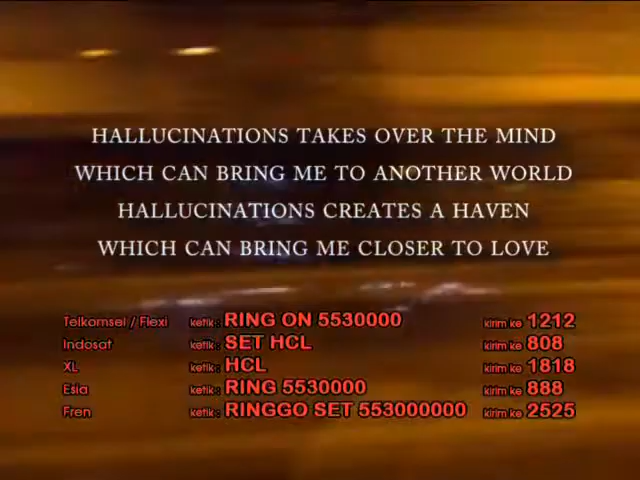 HALLUCINATIONS TAKES OVER THE MIND
WHICH CAN BRING ME TO ANOTHER WORLD
HALLUCINATIONS CREATES A HAVEN
WHICH CAN BRING ME CLOSER TO LOVE
Telkomsel / Flexi ketik : RING ON 5530000 kirim ke 1212
Indosat ketik : SET HCL kirim ke 808
XL ketik : HCL kirim ke 1818
Esia ketik : RING 5530000 kirim ke 888
Fren ketik : RINGGO SET 553000000 kirim ke 2525